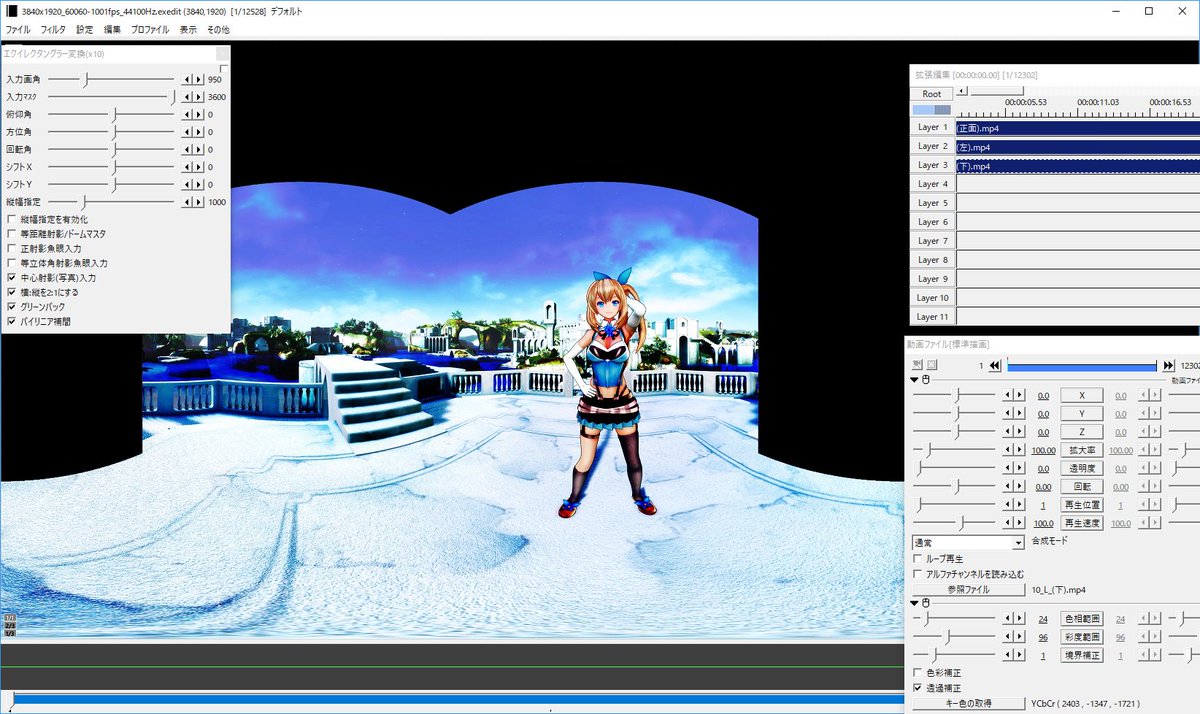 3840x1920_60060-1001fps_44100Hz.exedit (3840,1920) [1/12528] デフォルト
ファイル フィルタ 設定 編集 プロファイル 表示 その他
エクイレクタングラー変換(x10)
入力画角 950
入力マスク 3600
俯仰角 0
方位角 0
回転角 0
シフトX 0
シフトY 0
縦幅指定 1000
縦幅指定を有効化
等距離射影/ドームマスタ
正射影魚眼入力
等立体角射影魚眼入力
中心射影(写真)入力
横:縦を2:1にする
グリーンバック
バイリニア補間
拡張編集 [00:00:00.00] [1/12302]
Root
00:00:05.53 00:00:11.03 00:00:16.53
Layer 1 (正面).mp4
Layer 2 (左).mp4
Layer 3 (下).mp4
Layer 4
Layer 5
Layer 6
Layer 7
Layer 8
Layer 9
Layer 10
Layer 11
動画ファイル[標準描画]
1 12302
動画ファイ
0.0 X 0.0
0.0 Y 0.0
0.0 Z 0.0
100.00 拡大率 100.00
0.0 透明度 0.0
0.00 回転 0.00
1 再生位置 1
100.0 再生速度 100.0
通常 合成モード
ループ再生
アルファチャンネルを読み込む
参照ファイル 10_L_(下).mp4
24 色相範囲 24
96 彩度範囲 96
1 境界補正 1
色彩補正
透過補正
キー色の取得 YCbCr ( 2403 , -1347 , -1721 )